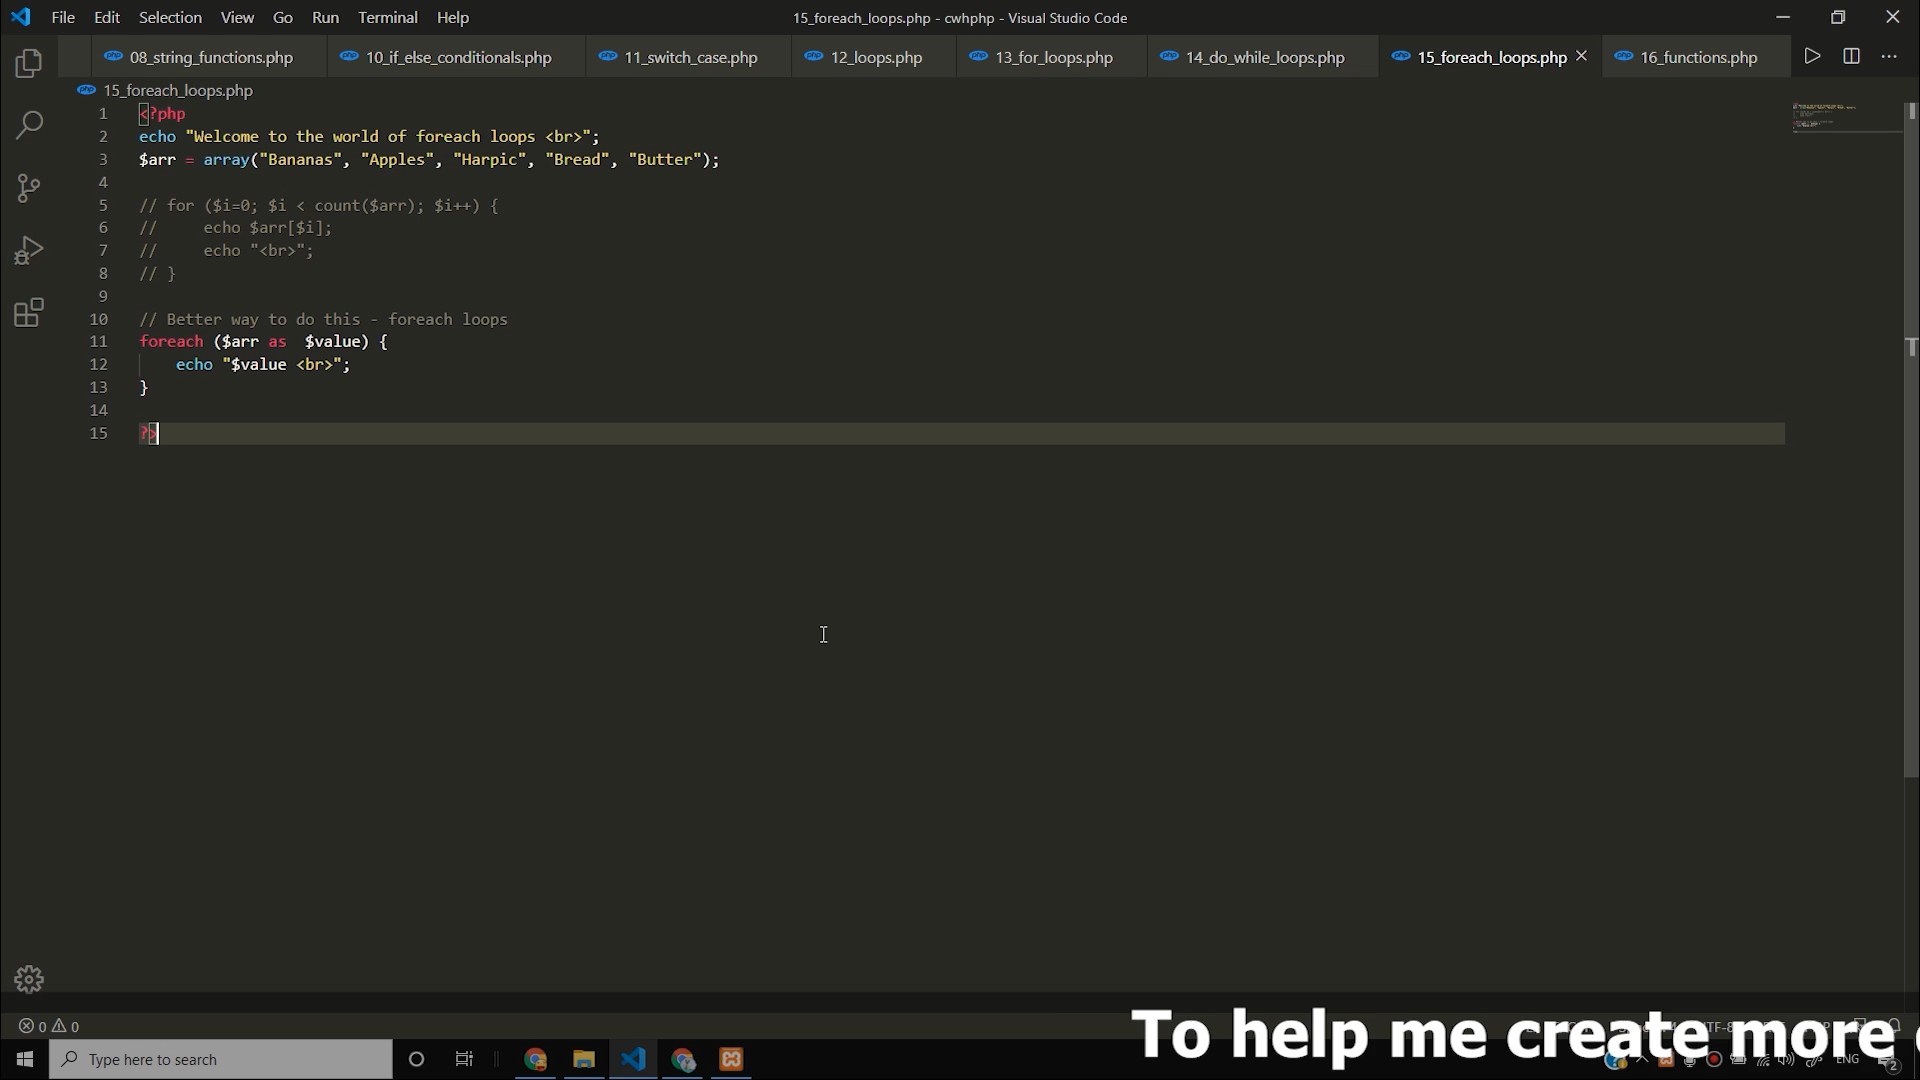 File Edit Selection View Go Run Terminal Help
15_foreach_loops.php - cwhphp - Visual Studio Code
08_string_functions.php 10_if_else_conditionals.php 11_switch_case.php 12_loops.php 13_for_loops.php 14_do_while_loops.php 15_foreach_loops.php 16_functions.php
15_foreach_loops.php
1 <?php
2 echo "Welcome to the world of foreach loops <br>";
3 $arr = array("Bananas", "Apples", "Harpic", "Bread", "Butter");
4
5 // for ($i=0; $i < count($arr); $i++) {
6 //     echo $arr[$i];
7 //     echo "<br>";
8 // }
9
10 // Better way to do this - foreach loops
11 foreach ($arr as  $value) {
12     echo "$value <br>";
13 }
14
15 ?>
0 0
To help me create more
Type here to search
ENG
2